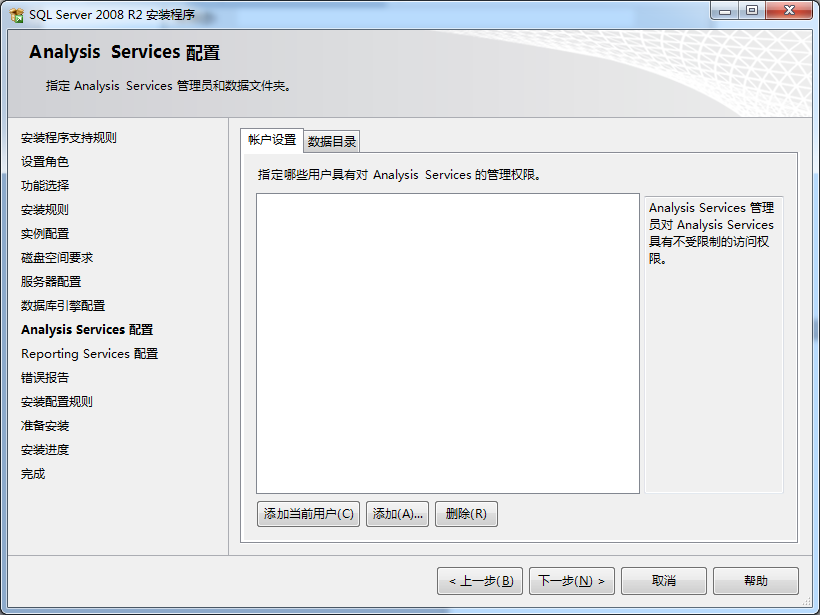 SQL Server 2008 R2 安装程序
Analysis Services 配置
指定 Analysis Services 管理员和数据文件夹。
安装程序支持规则
设置角色
功能选择
安装规则
实例配置
磁盘空间要求
服务器配置
数据库引擎配置
Analysis Services 配置
Reporting Services 配置
错误报告
安装配置规则
准备安装
安装进度
完成
帐户设置 数据目录
指定哪些用户具有对 Analysis Services 的管理权限。
Analysis Services 管理
员对 Analysis Services
具有不受限制的访问权
限。
添加当前用户(C) 添加(A)... 删除(R)
< 上一步(B) 下一步(N) > 取消 帮助